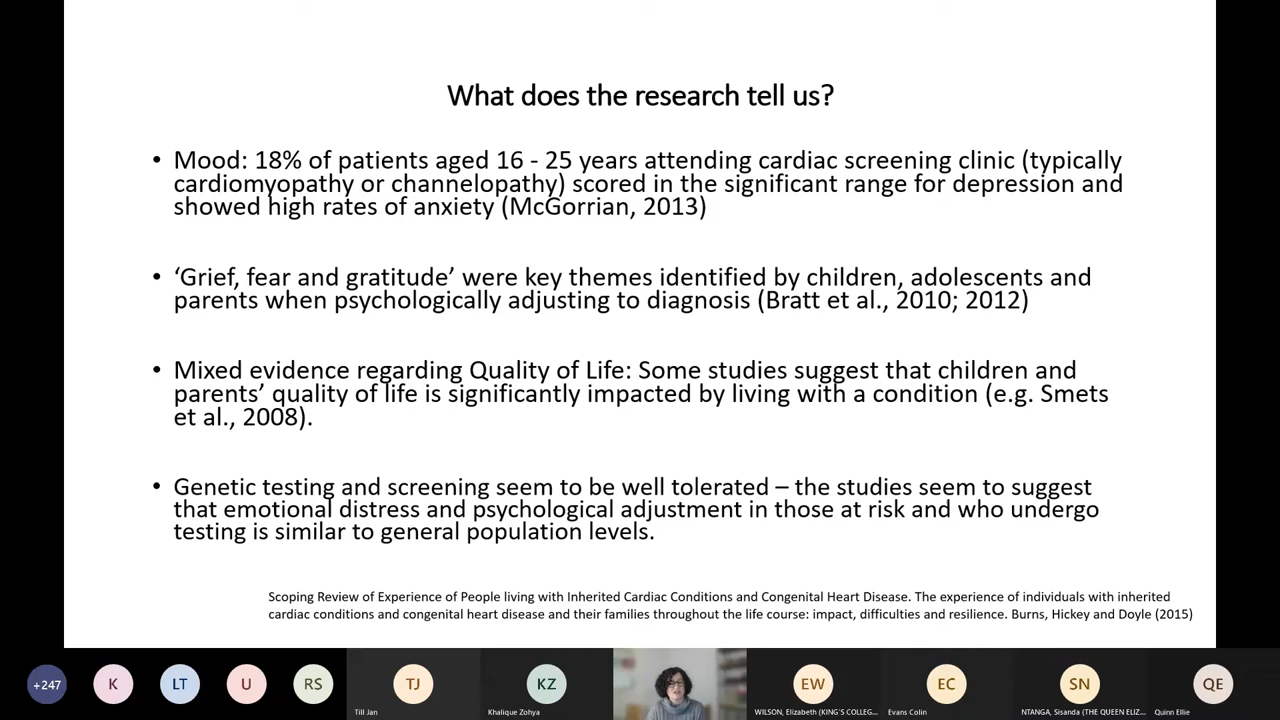 What does the research tell us?
• Mood: 18% of patients aged 16 - 25 years attending cardiac screening clinic (typically
cardiomyopathy or channelopathy) scored in the significant range for depression and
showed high rates of anxiety (McGorrian, 2013)
• ‘Grief, fear and gratitude’ were key themes identified by children, adolescents and
parents when psychologically adjusting to diagnosis (Bratt et al., 2010; 2012)
• Mixed evidence regarding Quality of Life: Some studies suggest that children and
parents’ quality of life is significantly impacted by living with a condition (e.g. Smets
et al., 2008).
• Genetic testing and screening seem to be well tolerated – the studies seem to suggest
that emotional distress and psychological adjustment in those at risk and who undergo
testing is similar to general population levels.
Scoping Review of Experience of People living with Inherited Cardiac Conditions and Congenital Heart Disease. The experience of individuals with inherited
cardiac conditions and congenital heart disease and their families throughout the life course: impact, difficulties and resilience. Burns, Hickey and Doyle (2015)
+247 K LT U RS TJ KZ EW EC SN QE
Till Jan Khalique Zohya WILSON, Elizabeth (KING'S COLLEG... Evans Colin NTANGA, Sisanda (THE QUEEN ELIZ... Quinn Ellie